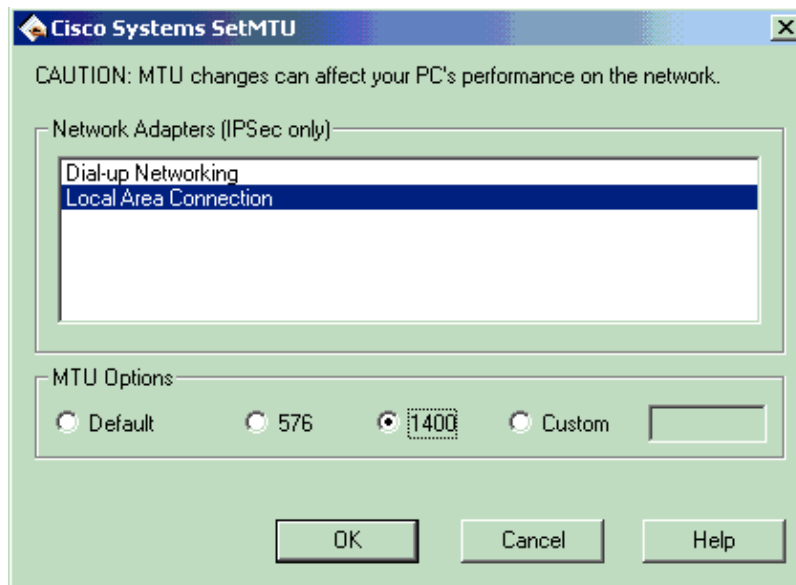 Cisco Systems SetMTU
CAUTION: MTU changes can affect your PC's performance on the network.
Network Adapters (IPSec only)
Dial-up Networking
Local Area Connection
MTU Options
Default 576 1400 Custom
OK Cancel Help